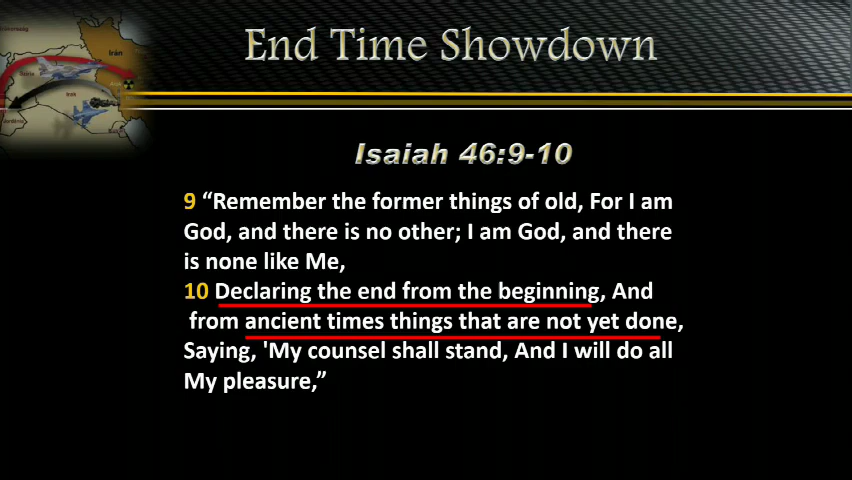 End Time Showdown
Irán
Irak
Isaiah 46:9-10
9 “Remember the former things of old, For I am
God, and there is no other; I am God, and there
is none like Me,
10 Declaring the end from the beginning, And
from ancient times things that are not yet done,
Saying, 'My counsel shall stand, And I will do all
My pleasure,”